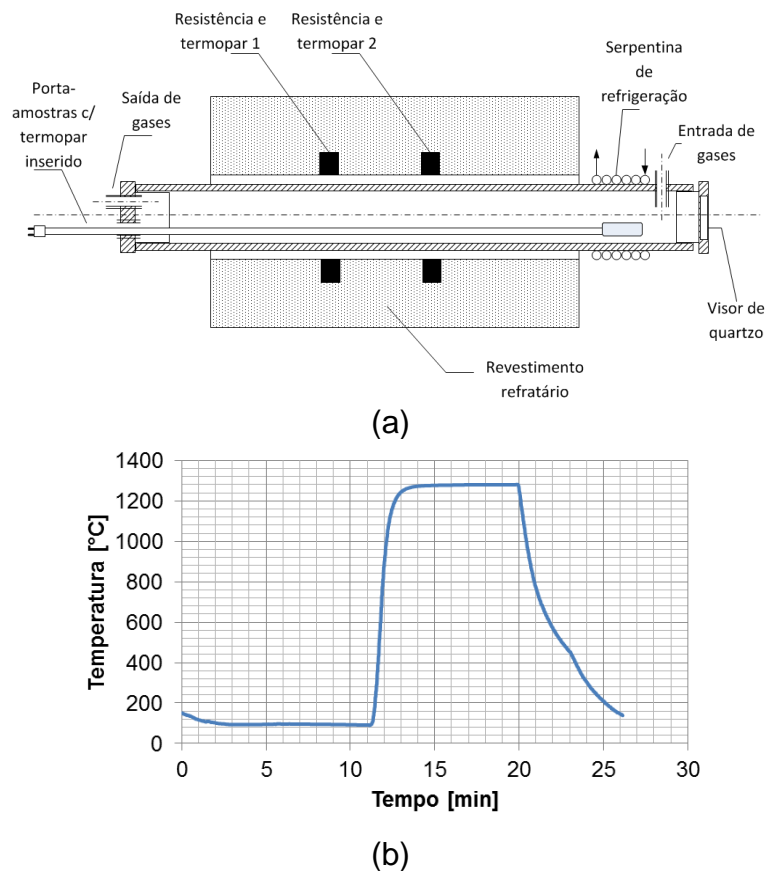 Resistência e
termopar 1
Resistência e
termopar 2
Serpentina
de
refrigeração
Porta-
amostras c/
termopar
inserido
Saída de
gases
Entrada de
gases
Visor de
quartzo
Revestimento
refratário
(a)
1400
1200
1000
800
600
400
200
0
Temperatura [°C]
0 5 10 15 20 25 30
Tempo [min]
(b)